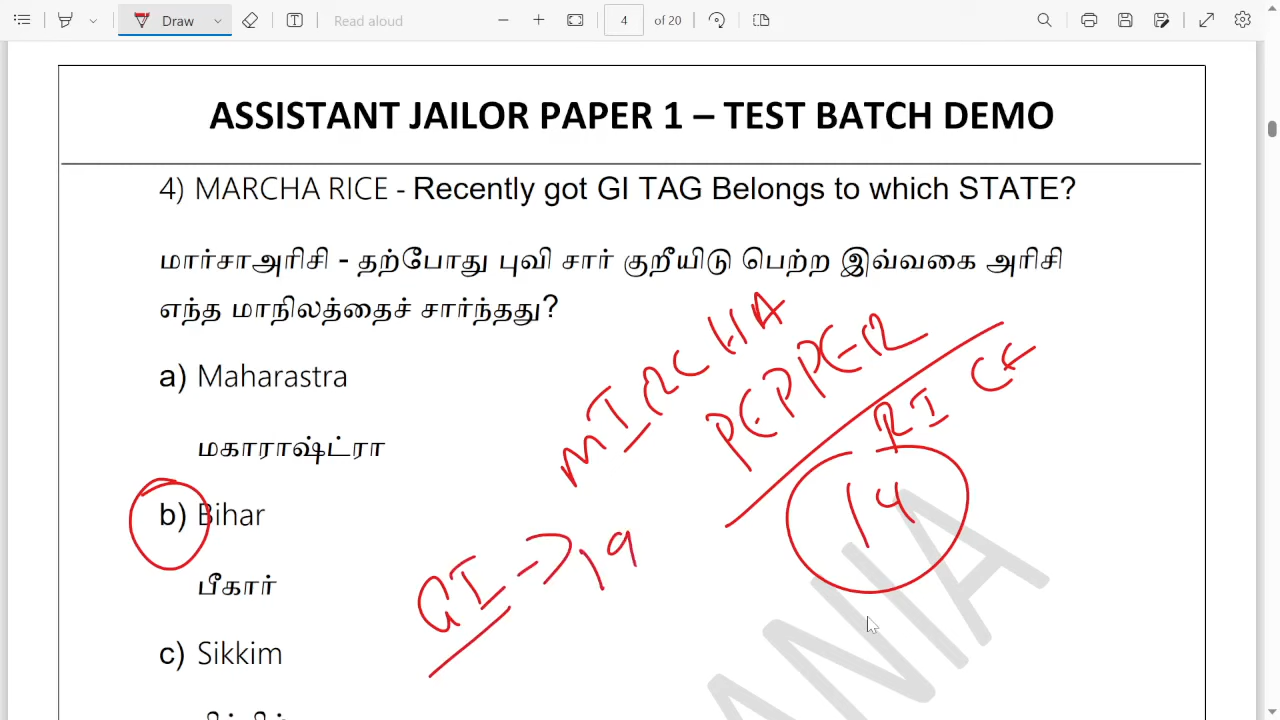 Draw
Read aloud
4 of 20
ASSISTANT JAILOR PAPER 1 – TEST BATCH DEMO
4) MARCHA RICE - Recently got GI TAG Belongs to which STATE?
மார்சாஅரிசி - தற்போது புவி சார் குறீயிடு பெற்ற இவ்வகை அரிசி
எந்த மாநிலத்தைச் சார்ந்தது?
a) Maharastra
மகாராஷ்ட்ரா
b) Bihar
பீகார்
c) Sikkim
MIRCHA
PEPPER
RICE
14
GI → 19
ANIA